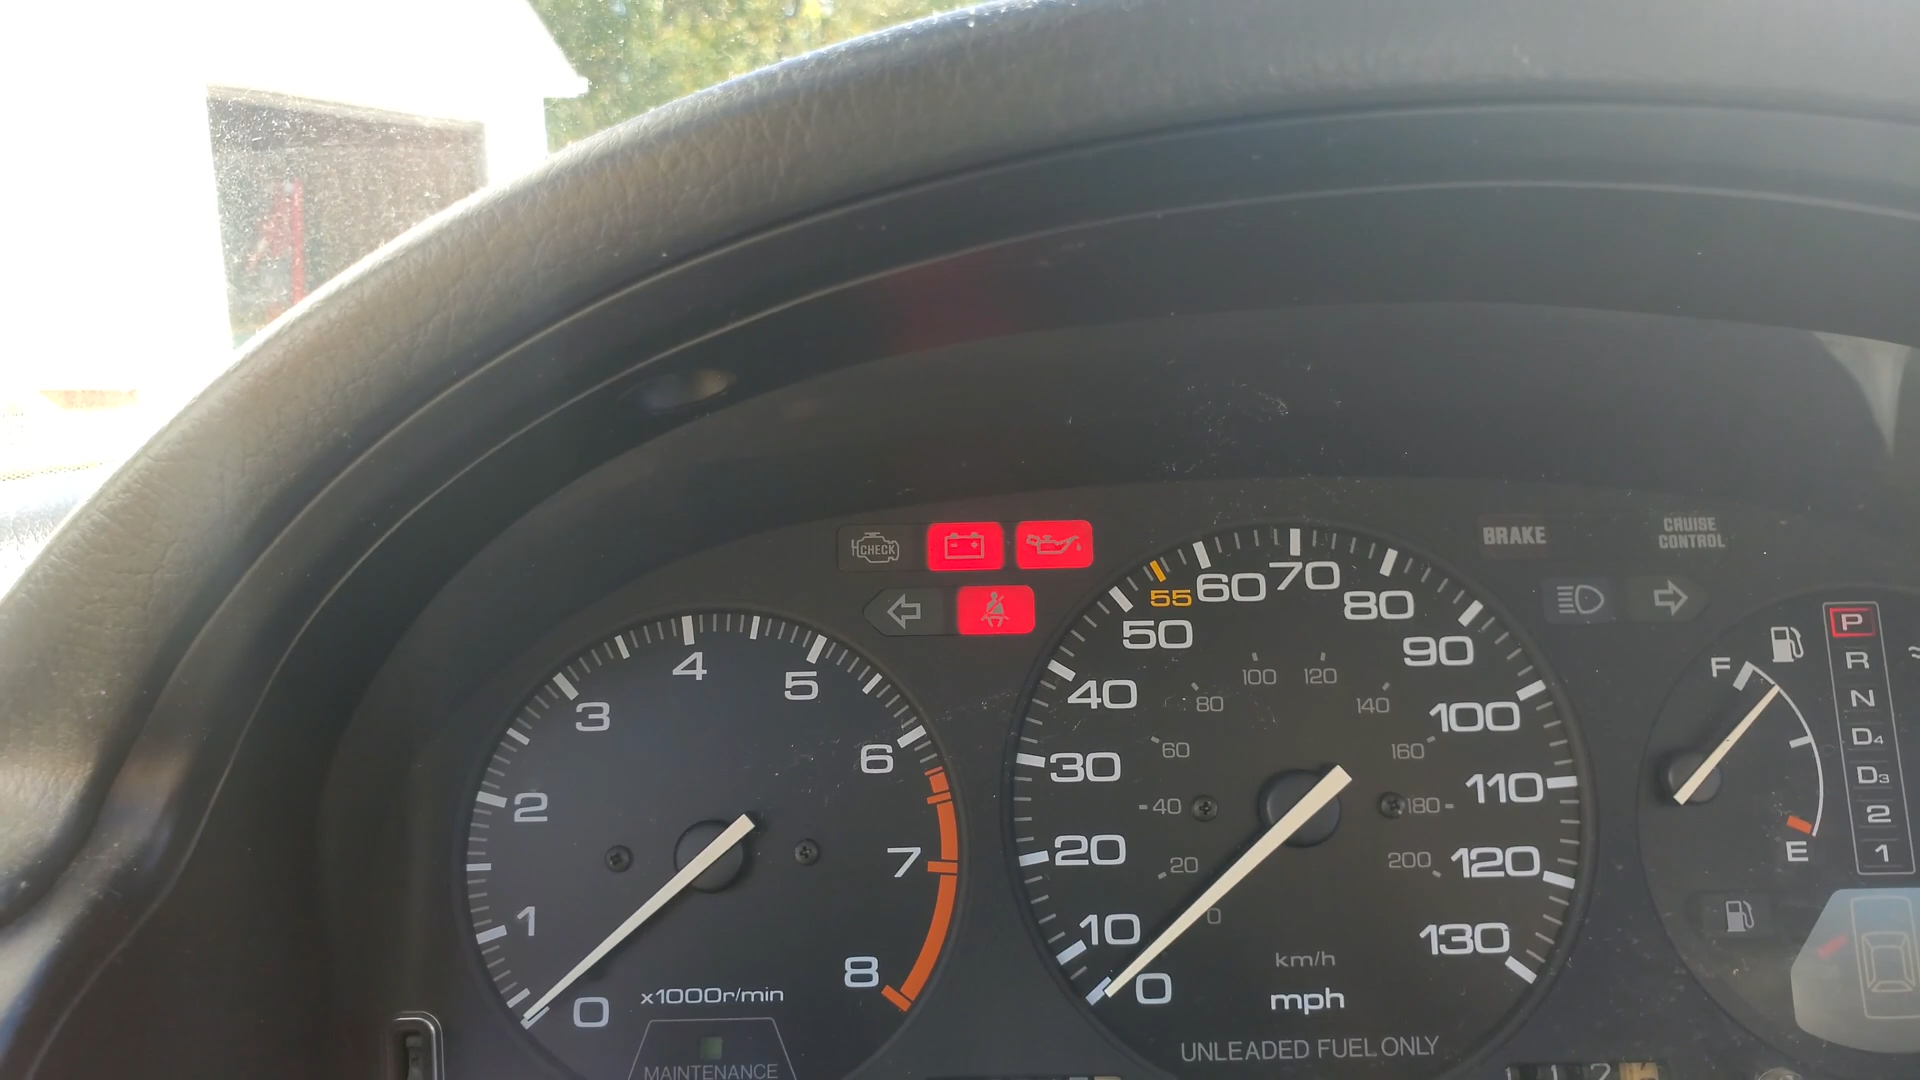 CHECK
BRAKE
CRUISE
CONTROL
0
1
2
3
4
5
6
7
8
x1000r/min
MAINTENANCE
0
10
20
30
40
50
55
60
70
80
90
100
110
120
130
0
20
40
60
80
100
120
140
160
180
200
km/h
mph
UNLEADED FUEL ONLY
F
E
P
R
N
D4
D3
2
1